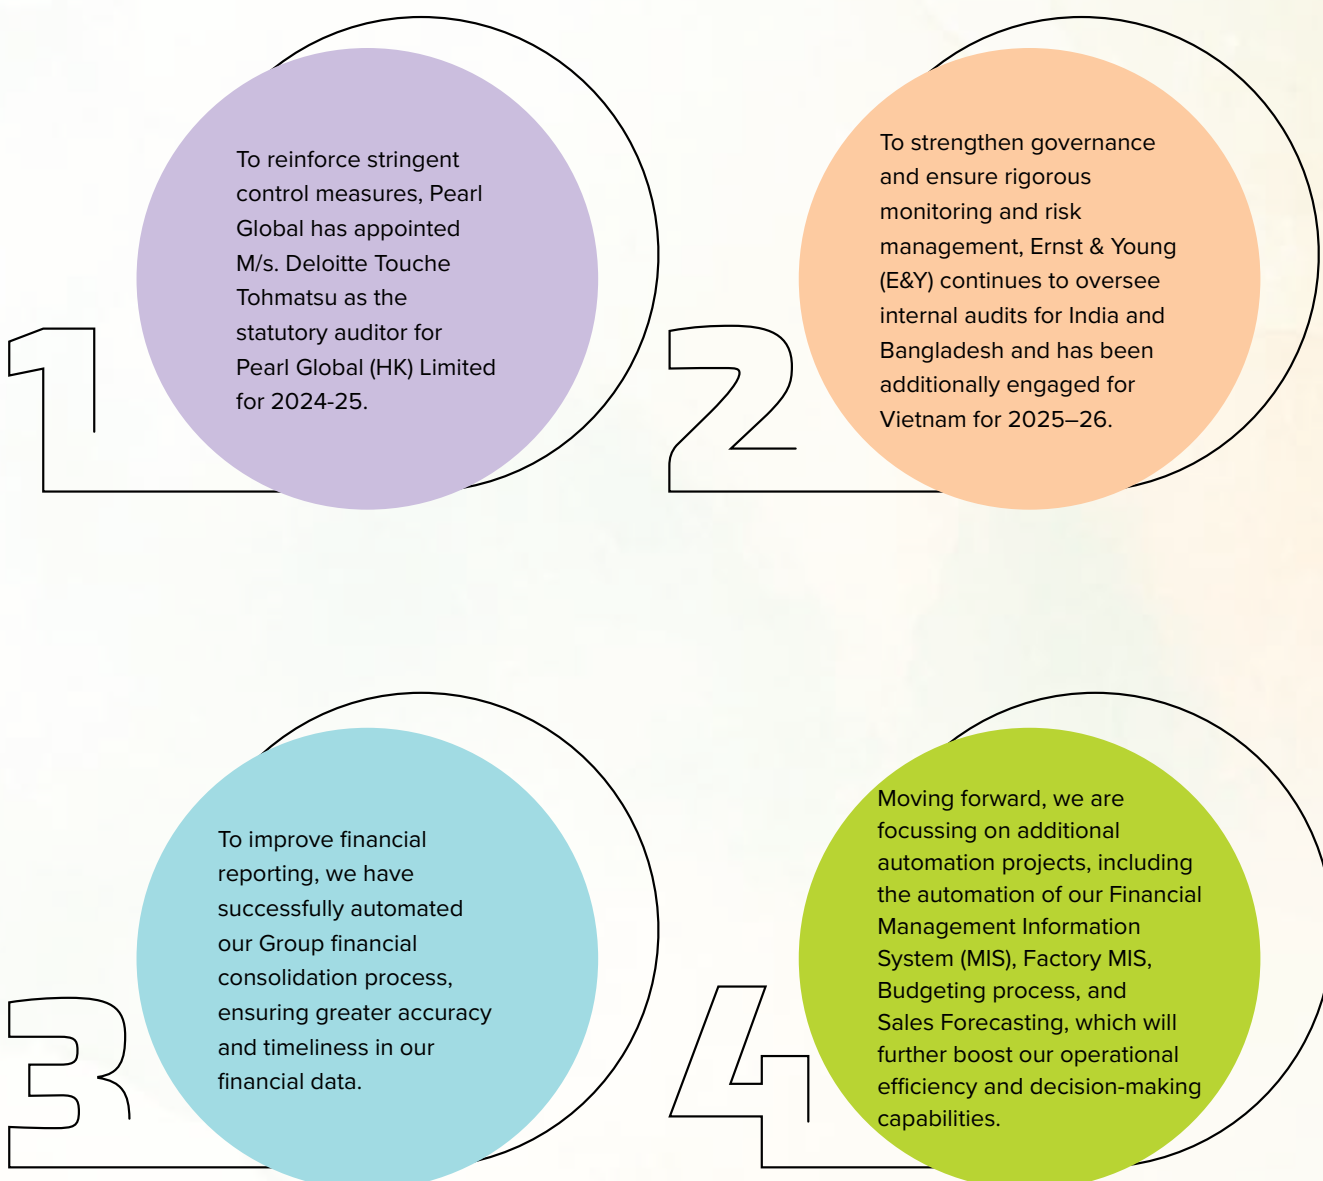 1
To reinforce stringent
control measures, Pearl
Global has appointed
M/s. Deloitte Touche
Tohmatsu as the
statutory auditor for
Pearl Global (HK) Limited
for 2024-25.
2
To strengthen governance
and ensure rigorous
monitoring and risk
management, Ernst & Young
(E&Y) continues to oversee
internal audits for India and
Bangladesh and has been
additionally engaged for
Vietnam for 2025–26.
3
To improve financial
reporting, we have
successfully automated
our Group financial
consolidation process,
ensuring greater accuracy
and timeliness in our
financial data.
4
Moving forward, we are
focussing on additional
automation projects, including
the automation of our Financial
Management Information
System (MIS), Factory MIS,
Budgeting process, and
Sales Forecasting, which will
further boost our operational
efficiency and decision-making
capabilities.